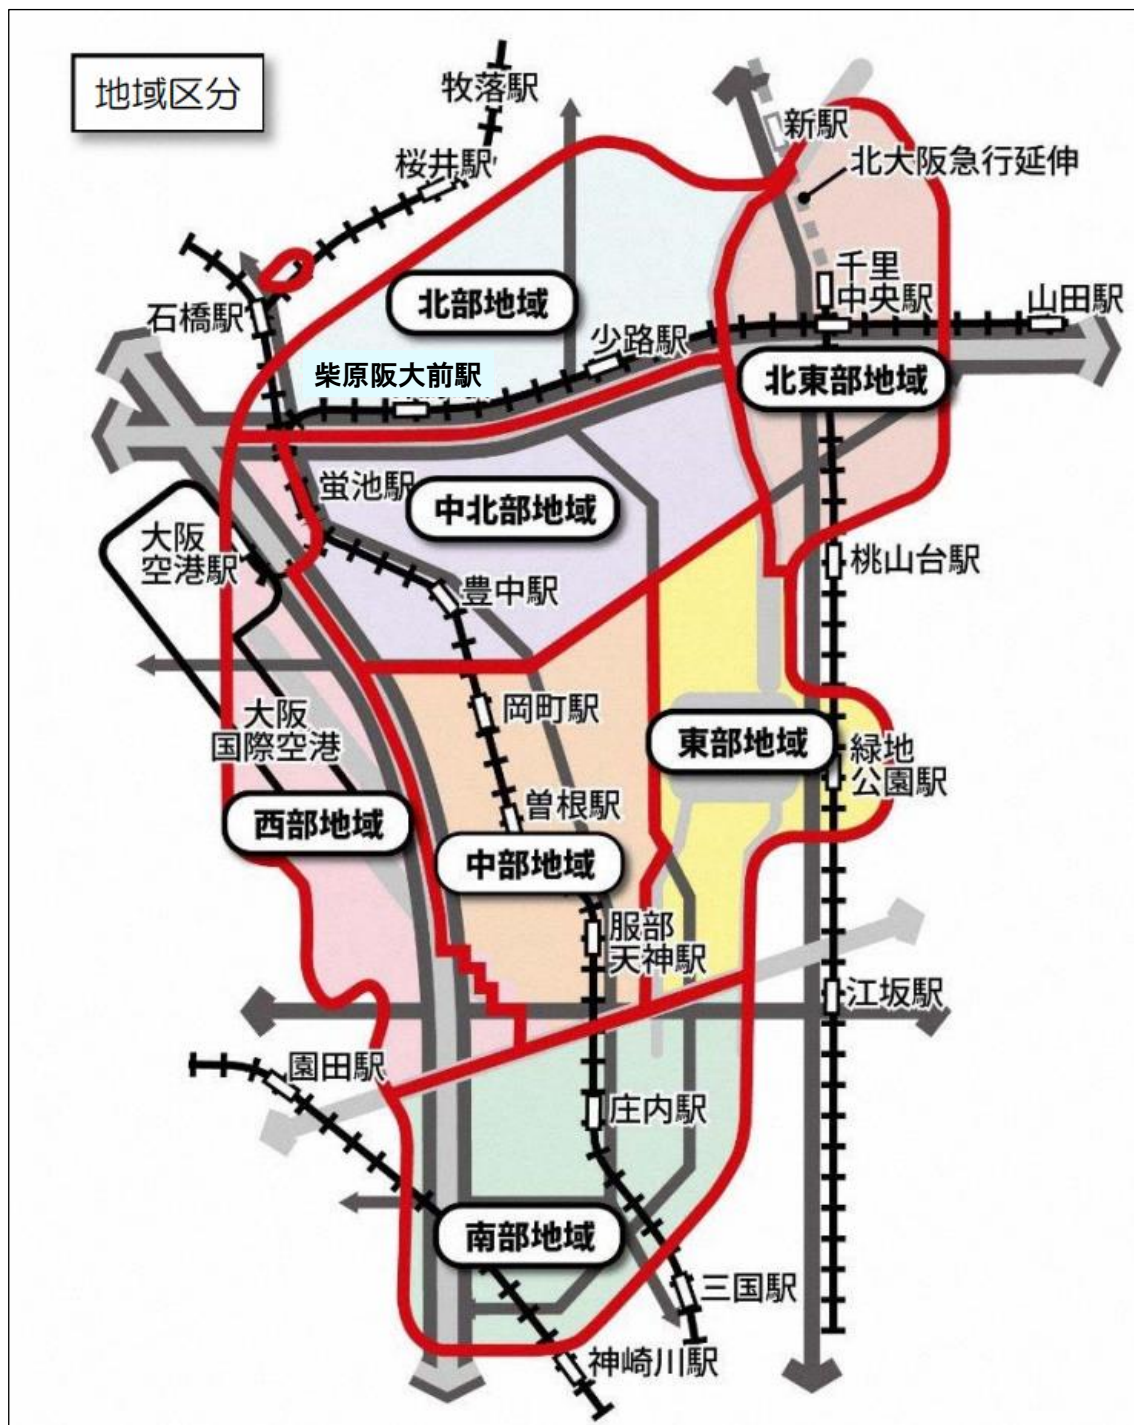 地域区分
牧落駅
桜井駅
新駅
北大阪急行延伸
石橋駅
北部地域
千里
中央駅
山田駅
少路駅
柴原阪大前駅
北東部地域
蛍池駅
中北部地域
大阪
空港駅
桃山台駅
豊中駅
岡町駅
大阪
国際空港
東部地域
緑地
公園駅
曽根駅
西部地域
中部地域
服部
天神駅
江坂駅
園田駅
庄内駅
南部地域
三国駅
神崎川駅